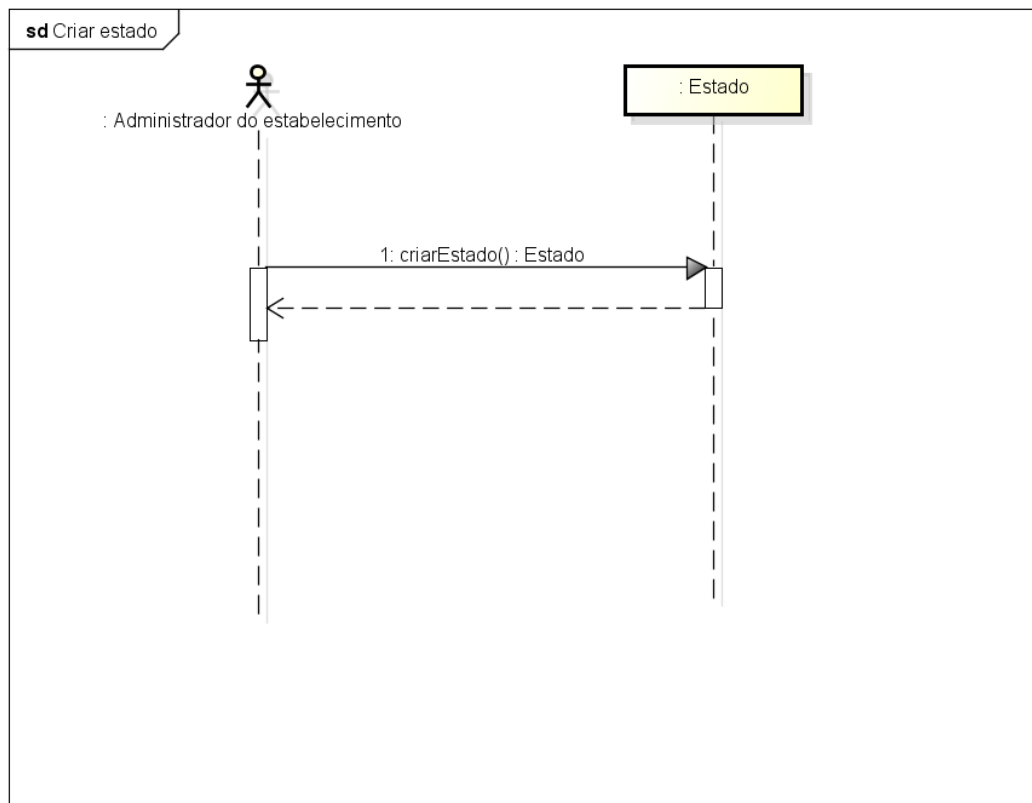 sd Criar estado
: Administrador do estabelecimento
: Estado
1: criarEstado() : Estado